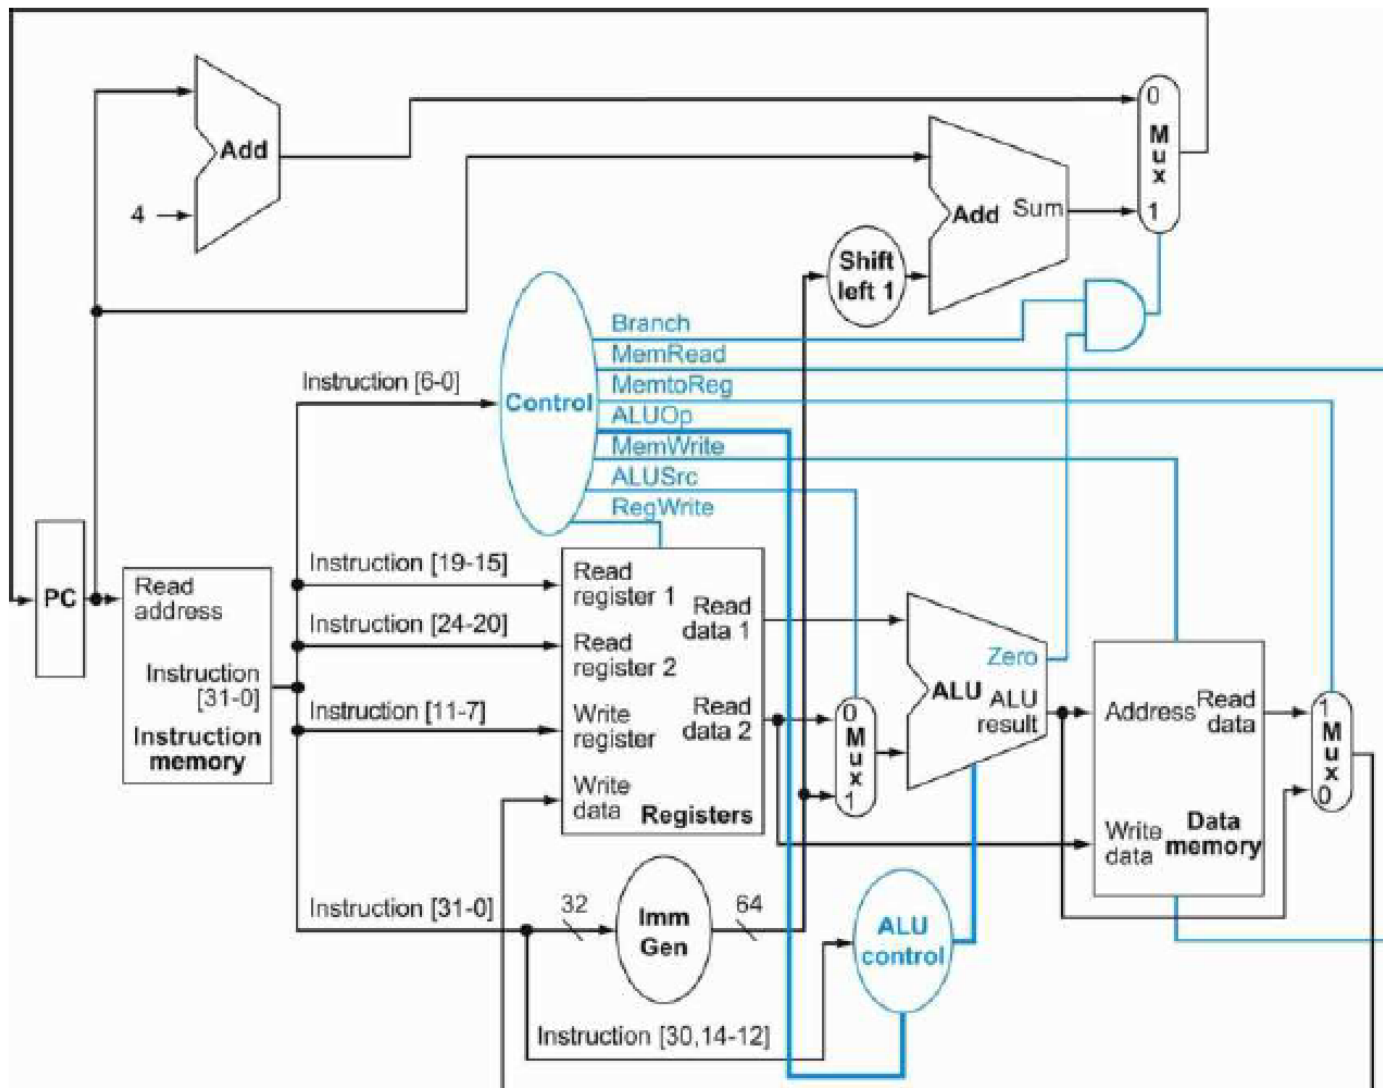 0
M
u
x
1
Add
4
Add Sum
Shift
left 1
Branch
MemRead
MemtoReg
ALUOp
MemWrite
ALUSrc
RegWrite
Control
Instruction [6-0]
Instruction [19-15]
Instruction [24-20]
Instruction [11-7]
Instruction [31-0]
PC
Read
address
Instruction
[31-0]
Instruction
memory
Read
register 1
Read
register 2
Write
register
Write
data
Read
data 1
Read
data 2
Registers
0
M
u
x
1
Zero
ALU
ALU
result
Address
Read
data
Write
data
Data
memory
1
M
u
x
0
32
Imm
Gen
64
ALU
control
Instruction [30,14-12]